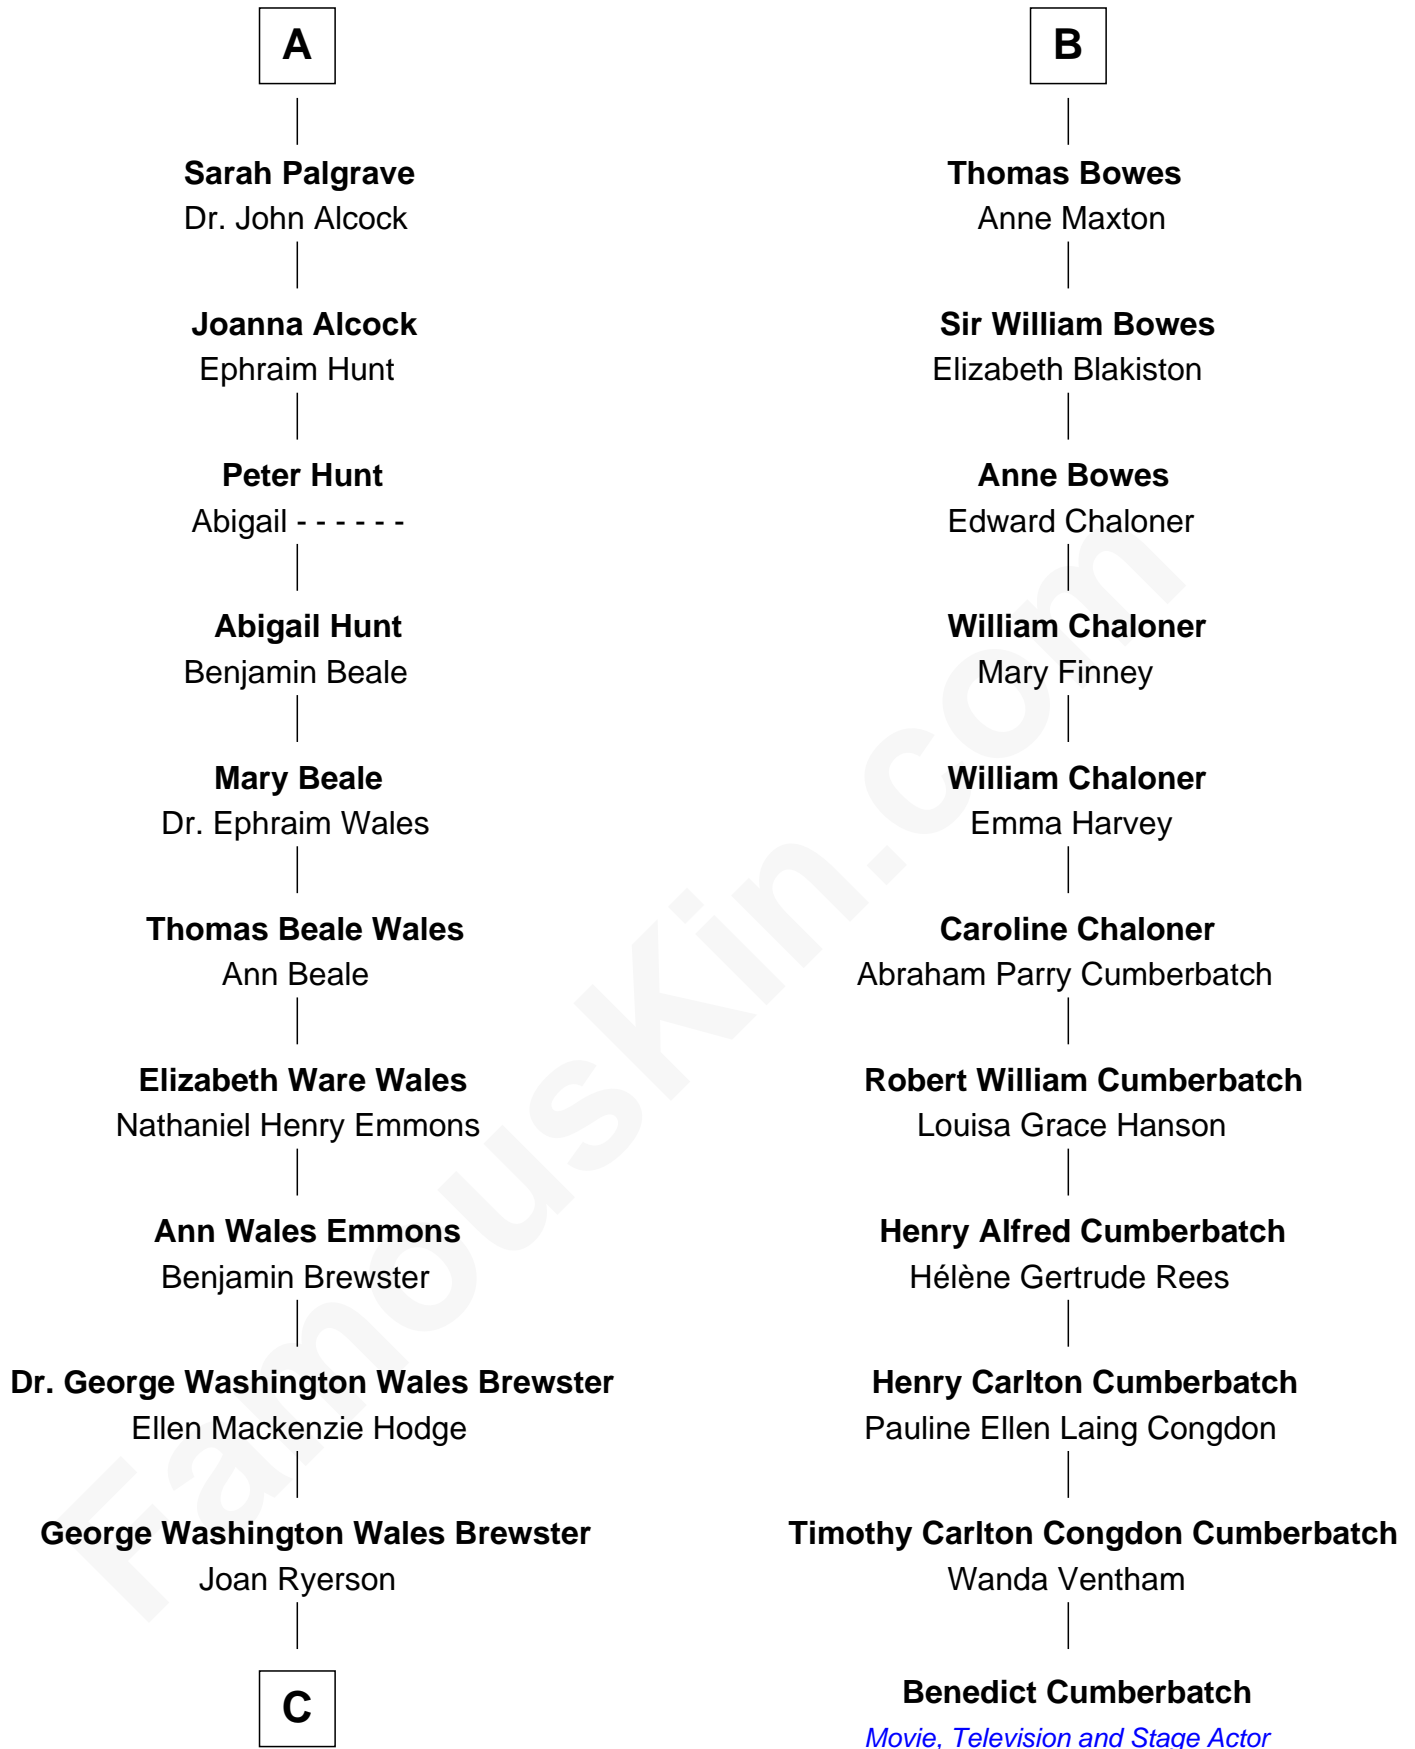 A
Sarah Palgrave
Dr. John Alcock
Joanna Alcock
Ephraim Hunt
Peter Hunt
Abigail - - - - - -
Abigail Hunt
Benjamin Beale
Mary Beale
Dr. Ephraim Wales
Thomas Beale Wales
Ann Beale
Elizabeth Ware Wales
Nathaniel Henry Emmons
Ann Wales Emmons
Benjamin Brewster
Dr. George Washington Wales Brewster
Ellen Mackenzie Hodge
George Washington Wales Brewster
Joan Ryerson
C
B
Thomas Bowes
Anne Maxton
Sir William Bowes
Elizabeth Blakiston
Anne Bowes
Edward Chaloner
William Chaloner
Mary Finney
William Chaloner
Emma Harvey
Caroline Chaloner
Abraham Parry Cumberbatch
Robert William Cumberbatch
Louisa Grace Hanson
Henry Alfred Cumberbatch
Hélène Gertrude Rees
Henry Carlton Cumberbatch
Pauline Ellen Laing Congdon
Timothy Carlton Congdon Cumberbatch
Wanda Ventham
Benedict Cumberbatch
Movie, Television and Stage Actor
FamousKin.com